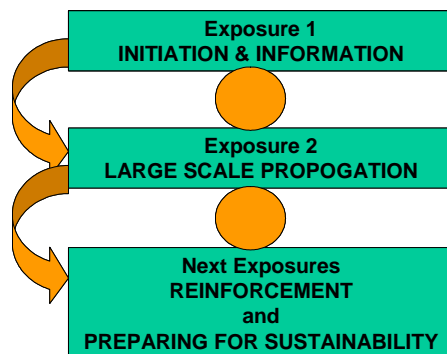 Exposure 1
INITIATION & INFORMATION
Exposure 2
LARGE SCALE PROPOGATION
Next Exposures
REINFORCEMENT
and
PREPARING FOR SUSTAINABILITY